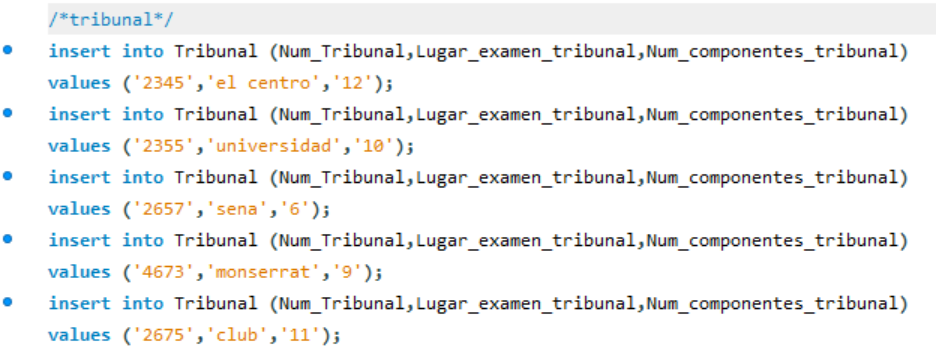 /*tribunal*/
insert into Tribunal (Num_Tribunal,Lugar_examen_tribunal,Num_componentes_tribunal)
values ('2345','el centro','12');
insert into Tribunal (Num_Tribunal,Lugar_examen_tribunal,Num_componentes_tribunal)
values ('2355','universidad','10');
insert into Tribunal (Num_Tribunal,Lugar_examen_tribunal,Num_componentes_tribunal)
values ('2657','sena','6');
insert into Tribunal (Num_Tribunal,Lugar_examen_tribunal,Num_componentes_tribunal)
values ('4673','monserrat','9');
insert into Tribunal (Num_Tribunal,Lugar_examen_tribunal,Num_componentes_tribunal)
values ('2675','club','11');